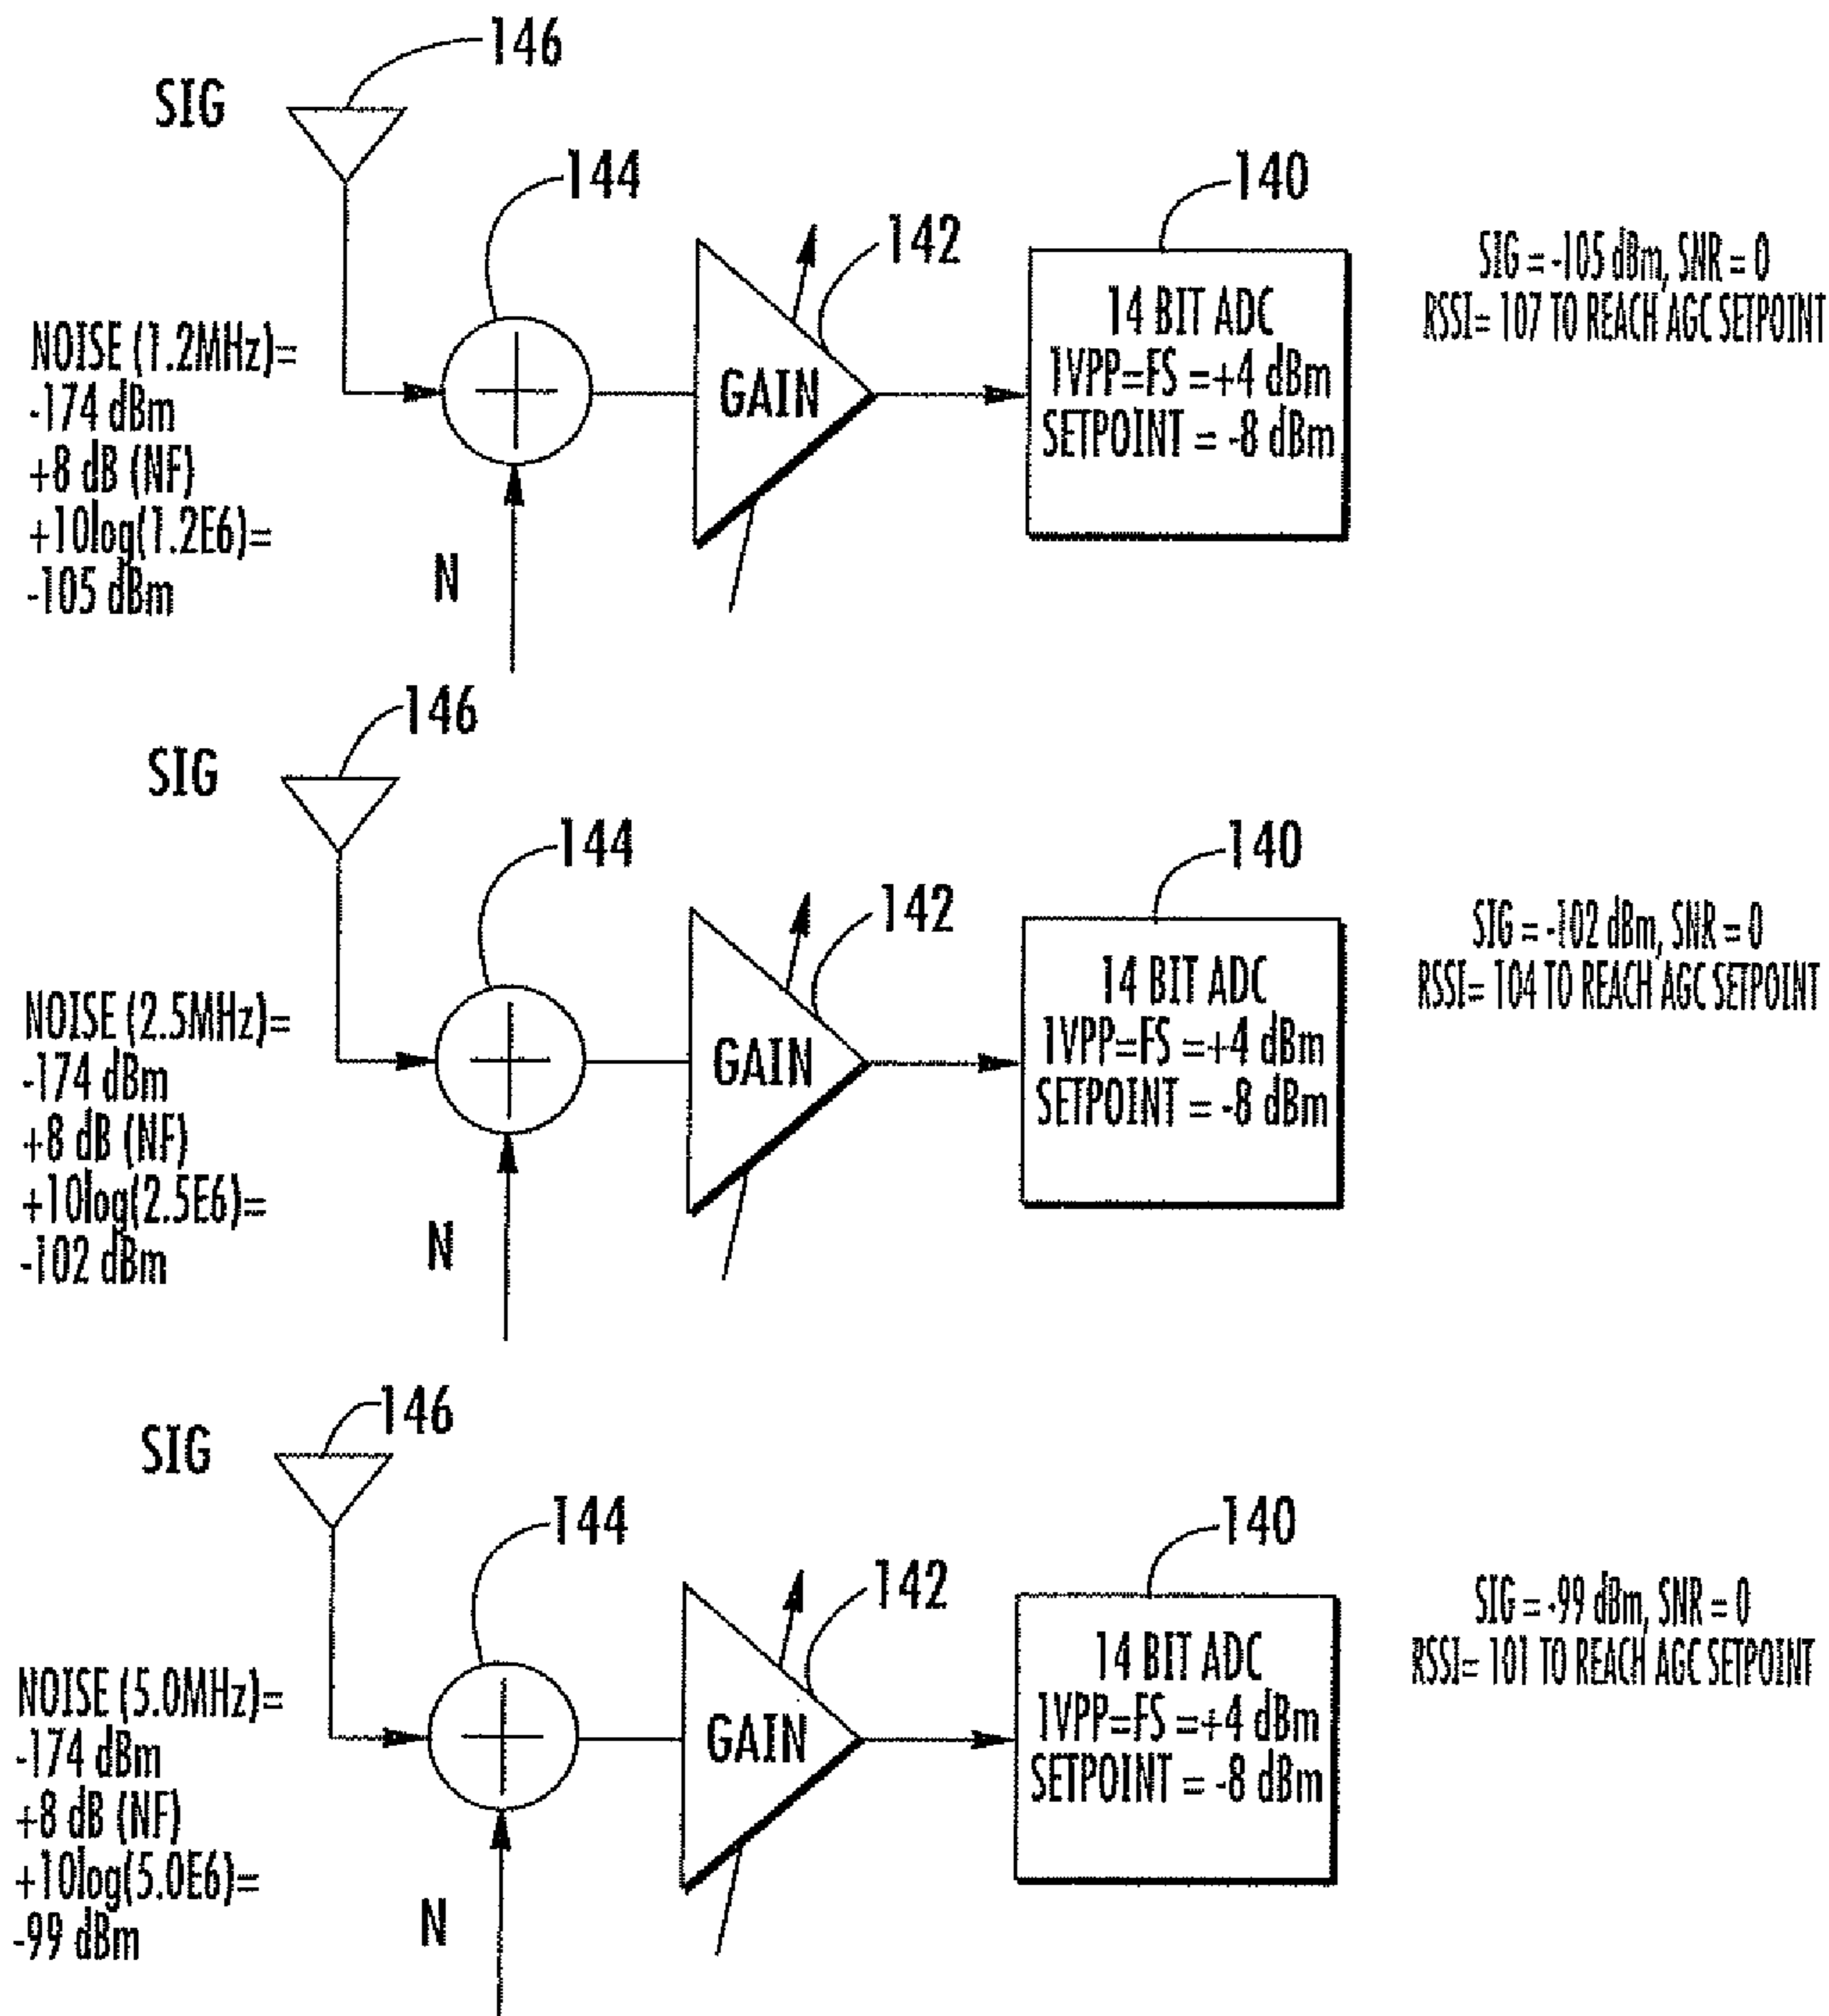 146
SIG
144
140
142
NOISE (1.2MHz)=
-174 dBm
+8 dB (NF)
+10log(1.2E6)=
-105 dBm
N
GAIN
14 BIT ADC
1VPP=FS =+4 dBm
SETPOINT = -8 dBm
SIG = -105 dBm, SNR = 0
RSSI= 107 TO REACH AGC SETPOINT
146
SIG
144
140
142
NOISE (2.5MHz)=
-174 dBm
+8 dB (NF)
+10log(2.5E6)=
-102 dBm
N
GAIN
14 BIT ADC
1VPP=FS =+4 dBm
SETPOINT = -8 dBm
SIG = -102 dBm, SNR = 0
RSSI= 104 TO REACH AGC SETPOINT
146
SIG
144
140
142
NOISE (5.0MHz)=
-174 dBm
+8 dB (NF)
+10log(5.0E6)=
-99 dBm
N
GAIN
14 BIT ADC
1VPP=FS =+4 dBm
SETPOINT = -8 dBm
SIG = -99 dBm, SNR = 0
RSSI= 101 TO REACH AGC SETPOINT